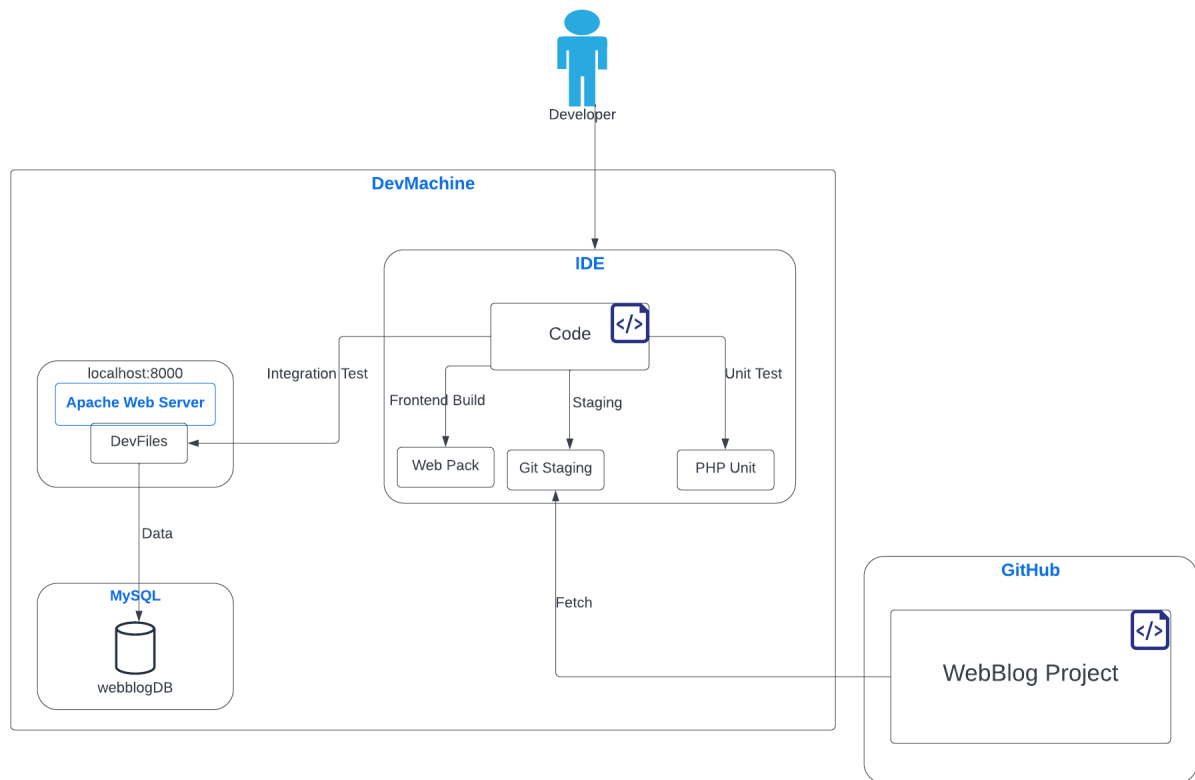 Developer
DevMachine
IDE
Code
</>
localhost:8000
Apache Web Server
DevFiles
Integration Test
Frontend Build
Staging
Unit Test
Web Pack
Git Staging
PHP Unit
Data
MySQL
webblogDB
Fetch
GitHub
</>
WebBlog Project